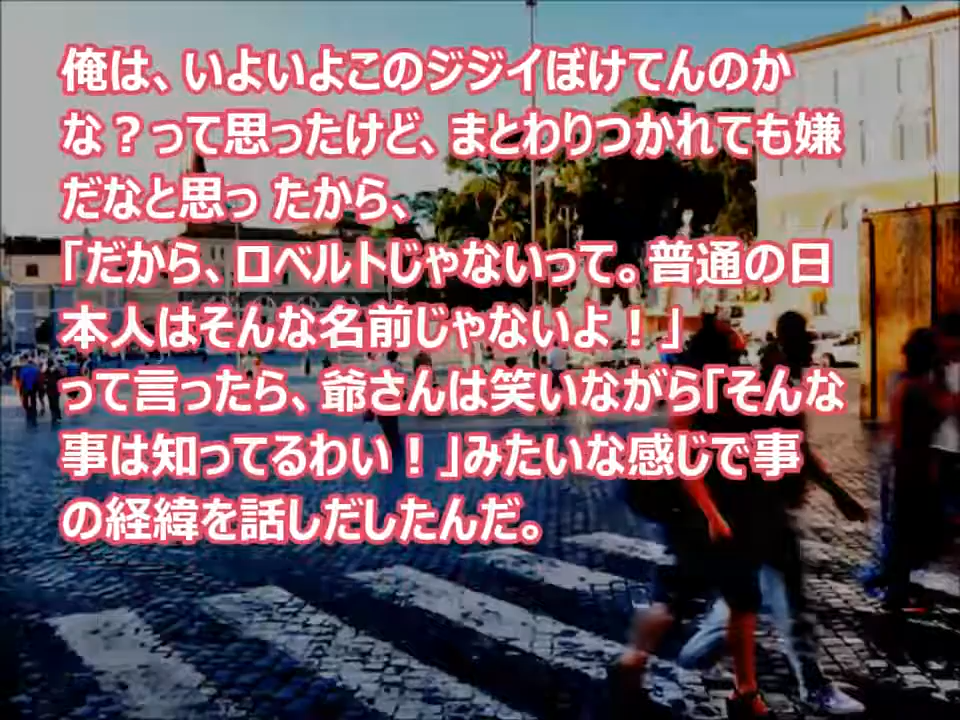 俺は、いよいよこのジジイぼけてんのか
な？って思ったけど、まとわりつかれても嫌
だなと思っ たから、
「だから、ロベルトじゃないって。普通の日
本人はそんな名前じゃないよ！」
って言ったら、爺さんは笑いながら「そんな
事は知ってるわい！」みたいな感じで事
の経緯を話しだしたんだ。